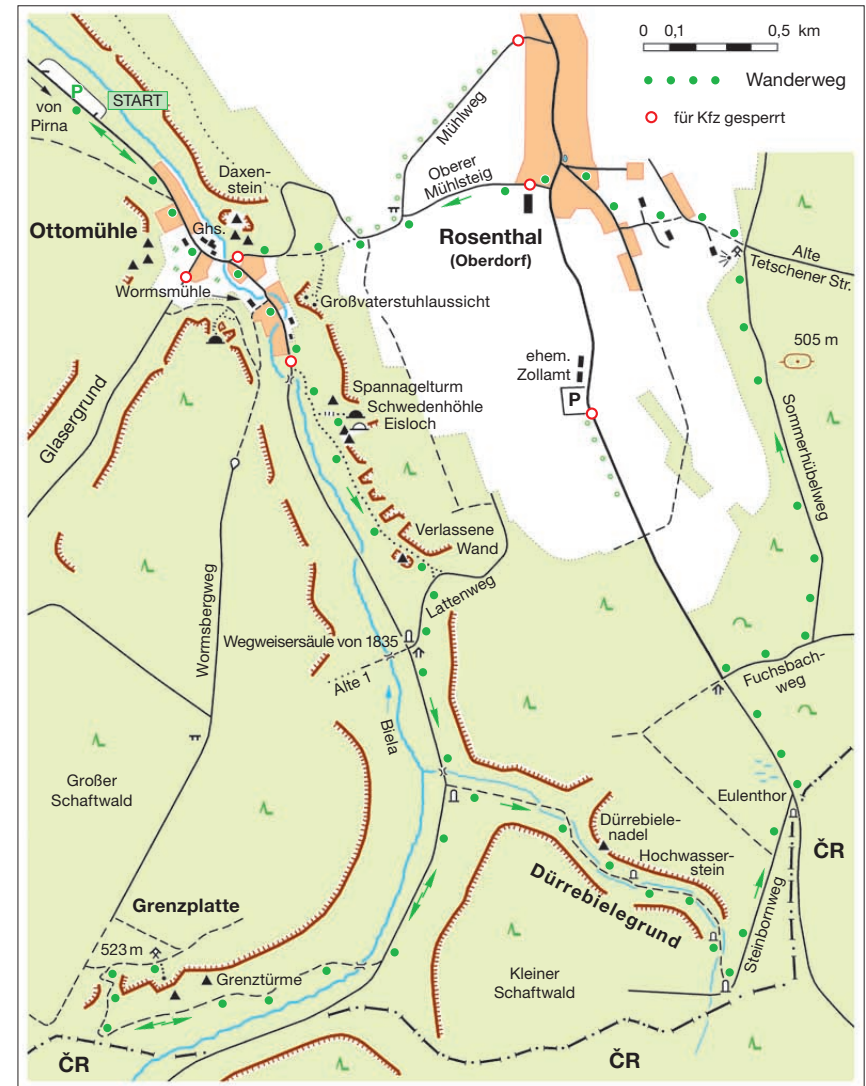 0 0,1 0,5 km
Wanderweg
für Kfz gesperrt
P
START
von
Pirna
Mühlweg
Oberer
Mühlsteig
Daxen-
stein
Ottomühle
Ghs.
Rosenthal
(Oberdorf)
Alte
Tetschener Str.
Wormsmühle
Großvaterstuhlaussicht
505 m
ehem.
Zollamt
P
Spannagelturm
Schwedenhöhle
Eisloch
Glasergrund
Sommerhübelweg
Verlassene
Wand
Lattenweg
Wormsbergweg
Wegweisersäule von 1835
Alte 1
Fuchsbach-
weg
Biela
Großer
Schaftwald
Eulenthor
Dürrebiele-
nadel
Hochwasser-
stein
ČR
Dürrebielegrund
Steinbornweg
Grenzplatte
523 m
Grenztürme
Kleiner
Schaftwald
ČR
ČR